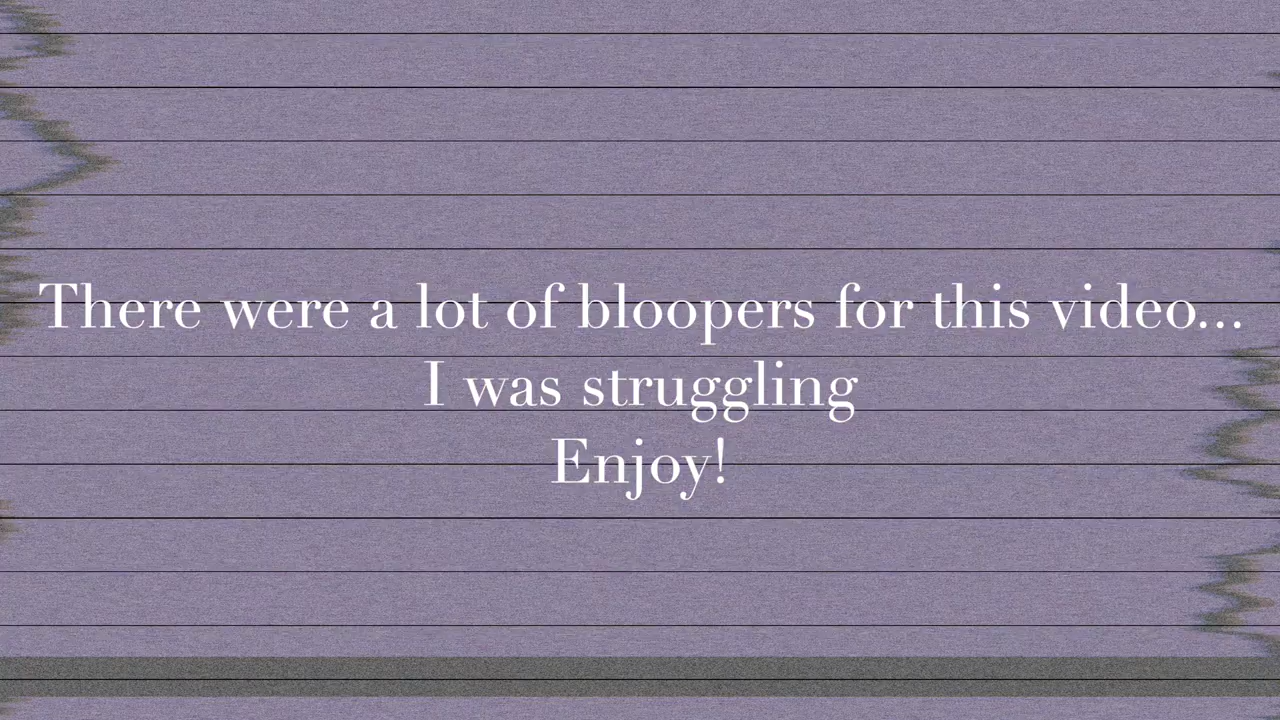 There were a lot of bloopers for this video...
I was struggling
Enjoy!